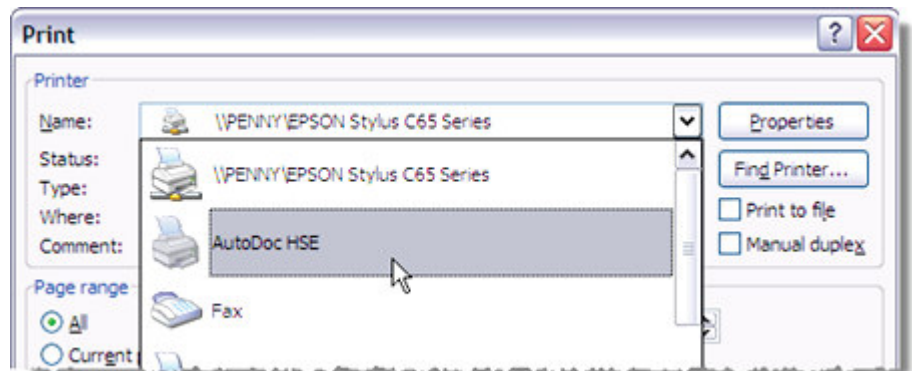 Print
Printer
Name: \\PENNY\EPSON Stylus C65 Series Properties
Status: \\PENNY\EPSON Stylus C65 Series Find Printer...
Type:
Where: AutoDoc HSE Print to file
Comment: Manual duplex
Page range
Fax
All
Current